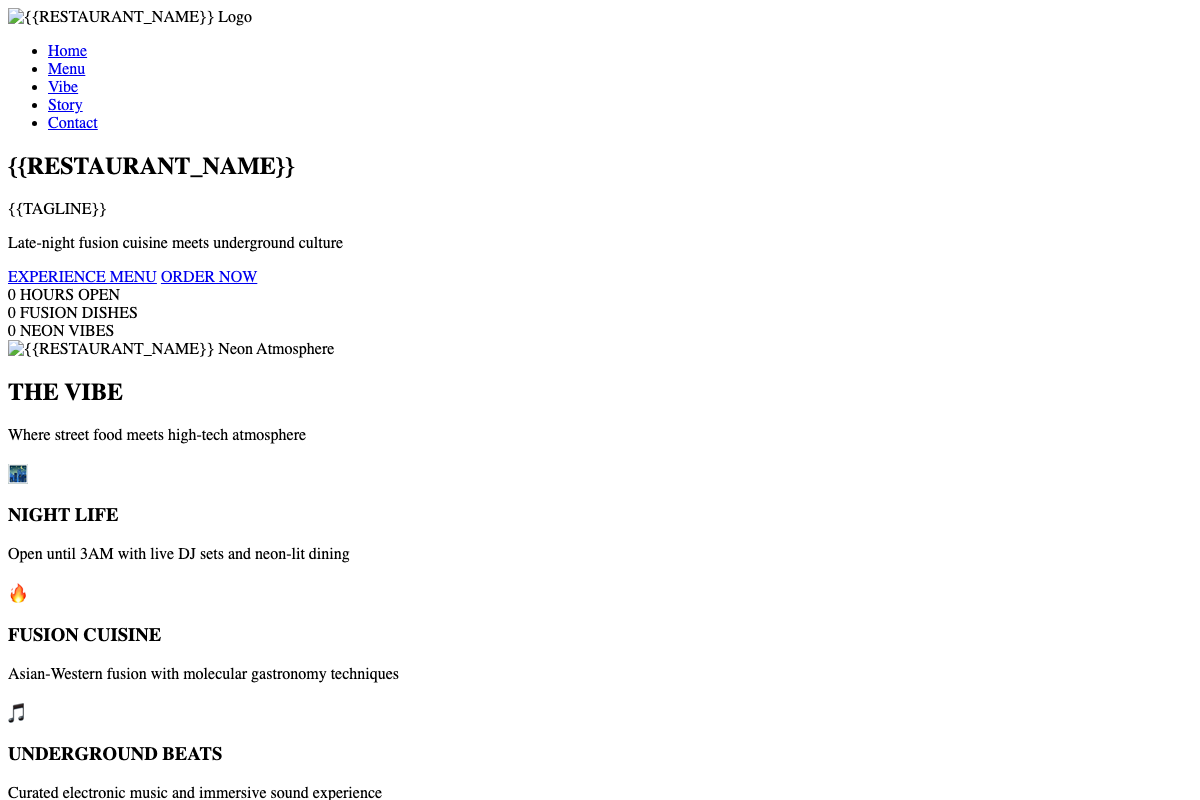 {{RESTAURANT_NAME}} Logo
Home
Menu
Vibe
Story
Contact
{{RESTAURANT_NAME}}
{{TAGLINE}}
Late-night fusion cuisine meets underground culture
EXPERIENCE MENU ORDER NOW
0 HOURS OPEN
0 FUSION DISHES
0 NEON VIBES
{{RESTAURANT_NAME}} Neon Atmosphere
THE VIBE
Where street food meets high-tech atmosphere
NIGHT LIFE
Open until 3AM with live DJ sets and neon-lit dining
FUSION CUISINE
Asian-Western fusion with molecular gastronomy techniques
UNDERGROUND BEATS
Curated electronic music and immersive sound experience